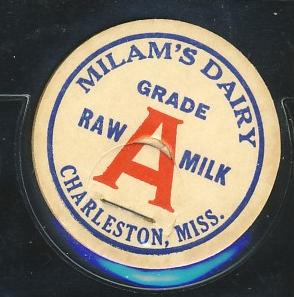 MILAM'S DAIRY
GRADE
RAW A MILK
CHARLESTON, MISS.